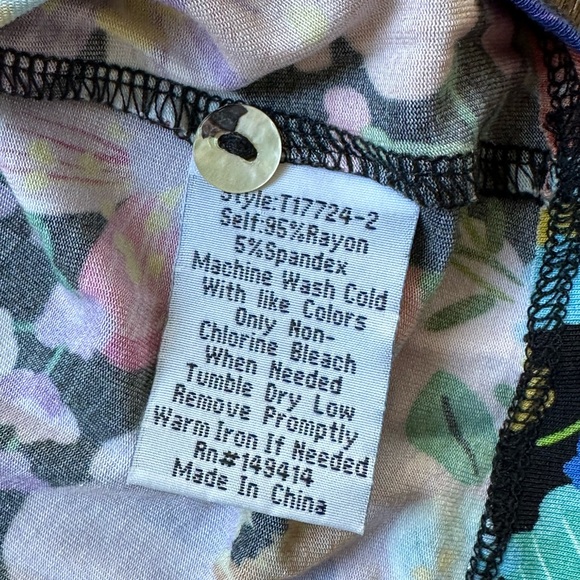 Style:T17724-2
Self:95%Rayon
5%Spandex
Machine Wash Cold
With like Colors
Only Non-
Chlorine Bleach
When Needed
Tumble Dry Low
Remove Promptly
Warm Iron If Needed
Rn#149414
Made In China